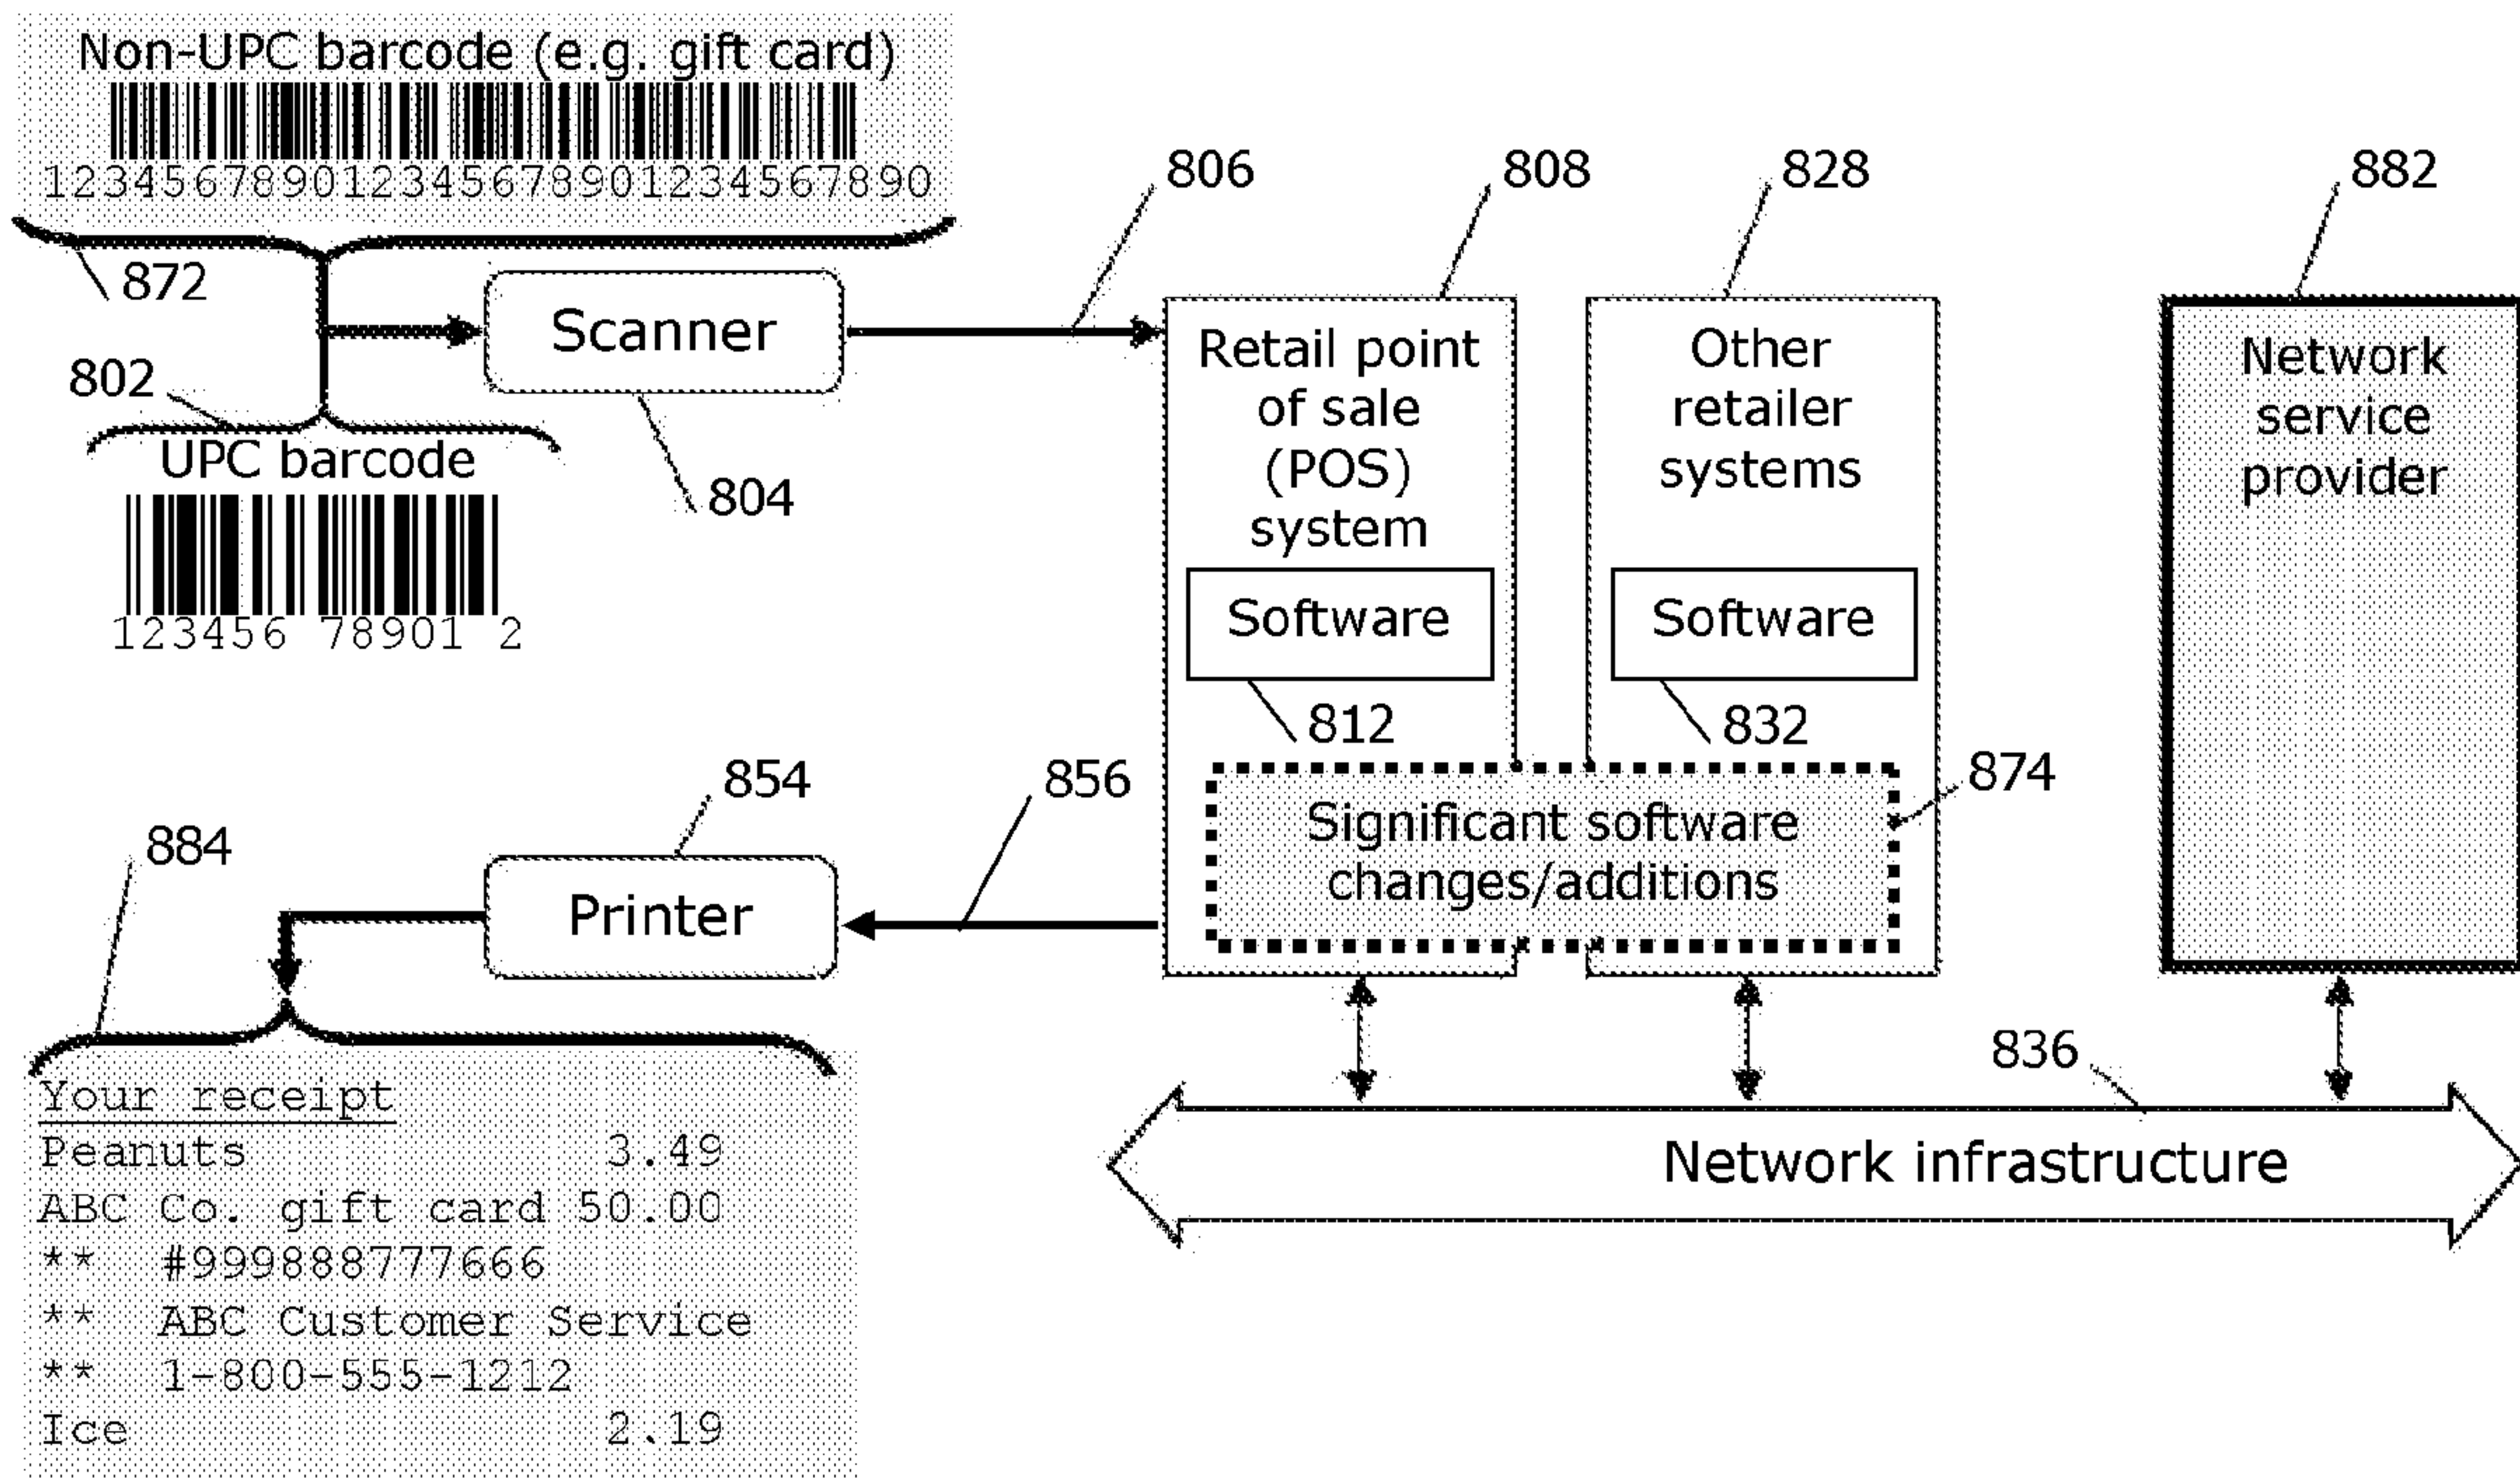 Non-UPC barcode (e.g. gift card)
123456789012345678901234567890
872
802
UPC barcode
123456 78901 2
Scanner
804
806
808
828
882
Retail point
of sale
(POS)
system
Software
812
Other
retailer
systems
Software
832
Network
service
provider
Significant software
changes/additions
874
854
856
884
Printer
836
Network infrastructure
Your receipt
Peanuts 3.49
ABC Co. gift card 50.00
** #999888777666
** ABC Customer Service
** 1-800-555-1212
Ice 2.19